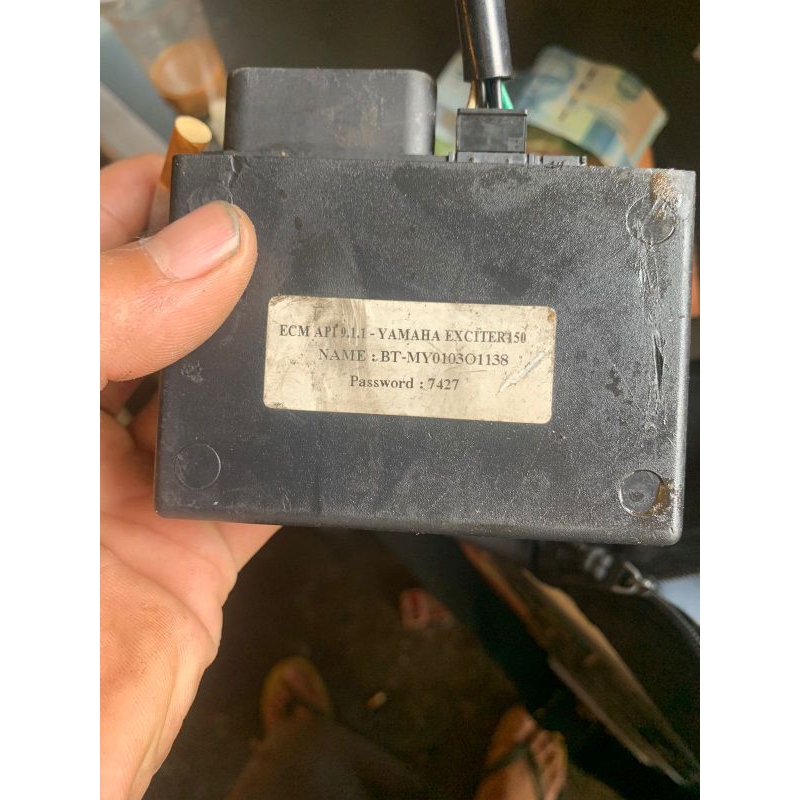 ECM API 9.1.1 - YAMAHA EXCITER150
NAME : BT-MY0103O1138
Password : 7427